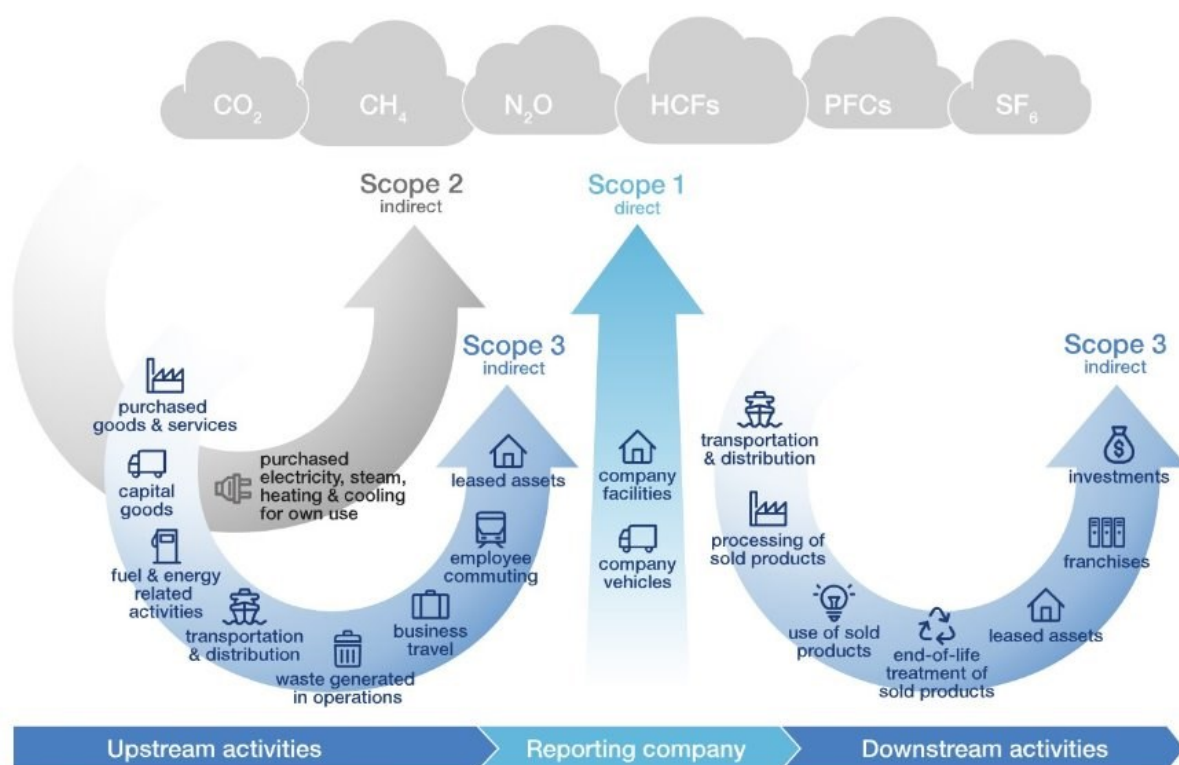 CO₂
CH₄
N₂O
HCFs
PFCs
SF₆
Scope 2
indirect
Scope 1
direct
Scope 3
indirect
Scope 3
indirect
purchased
goods & services
capital
goods
fuel & energy
related
activities
transportation
& distribution
waste generated
in operations
business
travel
employee
commuting
leased assets
purchased
electricity, steam,
heating & cooling
for own use
company
facilities
company
vehicles
transportation
& distribution
processing of
sold products
use of sold
products
end-of-life
treatment of
sold products
leased assets
franchises
$
investments
Upstream activities
Reporting company
Downstream activities